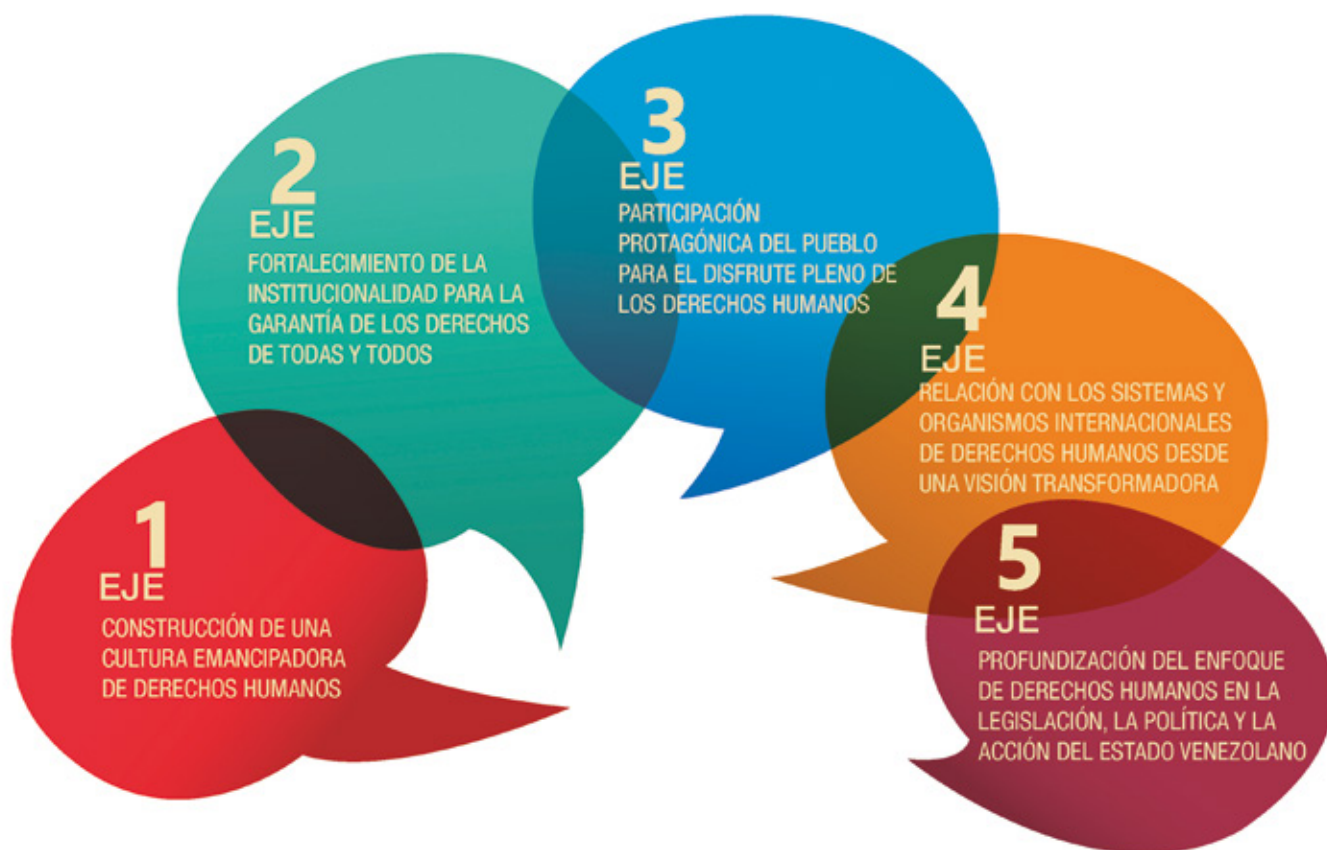 1
EJE
CONSTRUCCIÓN DE UNA
CULTURA EMANCIPADORA
DE DERECHOS HUMANOS
2
EJE
FORTALECIMIENTO DE LA
INSTITUCIONALIDAD PARA LA
GARANTÍA DE LOS DERECHOS
DE TODAS Y TODOS
3
EJE
PARTICIPACIÓN
PROTAGÓNICA DEL PUEBLO
PARA EL DISFRUTE PLENO DE
LOS DERECHOS HUMANOS
4
EJE
RELACIÓN CON LOS SISTEMAS Y
ORGANISMOS INTERNACIONALES
DE DERECHOS HUMANOS DESDE
UNA VISIÓN TRANSFORMADORA
5
EJE
PROFUNDIZACIÓN DEL ENFOQUE
DE DERECHOS HUMANOS EN LA
LEGISLACIÓN, LA POLÍTICA Y LA
ACCIÓN DEL ESTADO VENEZOLANO